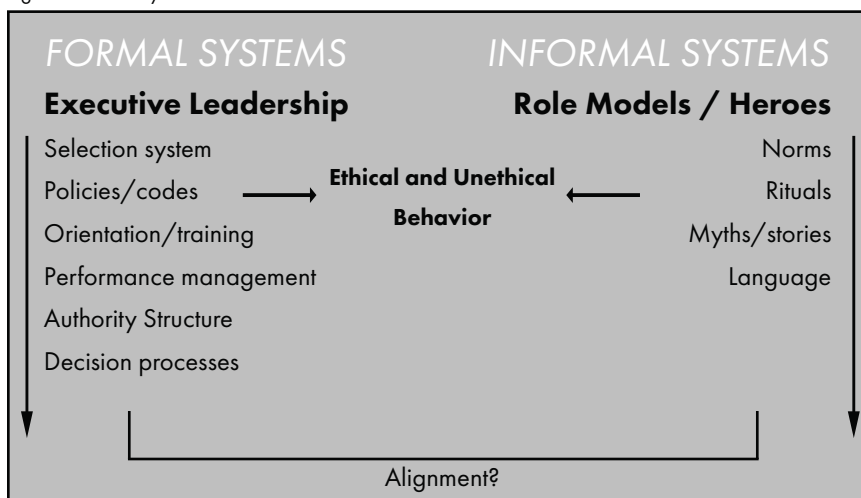 FORMAL SYSTEMS
Executive Leadership
Selection system
Policies/codes
Orientation/training
Performance management
Authority Structure
Decision processes
Ethical and Unethical
Behavior
INFORMAL SYSTEMS
Role Models / Heroes
Norms
Rituals
Myths/stories
Language
Alignment?